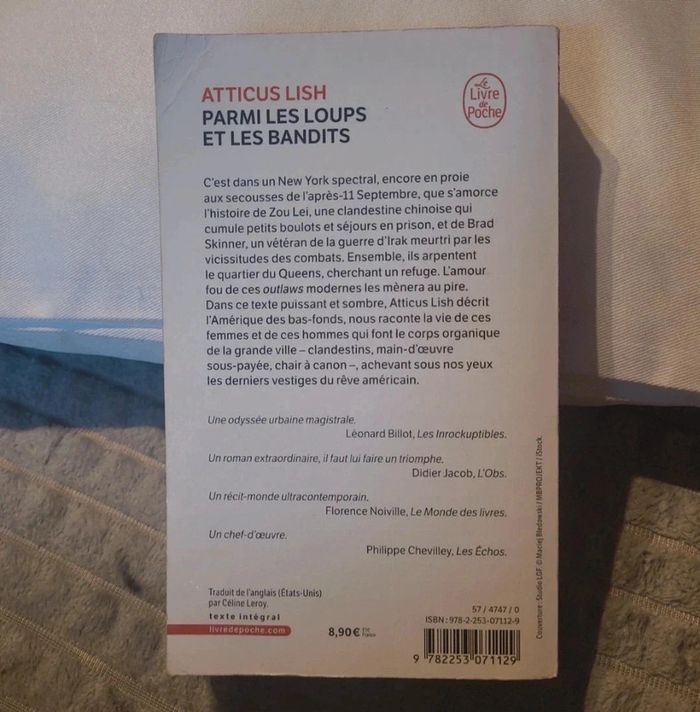 ATTICUS LISH
PARMI LES LOUPS
ET LES BANDITS
Le
Livre
de
Poche
C'est dans un New York spectral, encore en proie
aux secousses de l'après-11 Septembre, que s'amorce
l'histoire de Zou Lei, une clandestine chinoise qui
cumule petits boulots et séjours en prison, et de Brad
Skinner, un vétéran de la guerre d'Irak meurtri par les
vicissitudes des combats. Ensemble, ils arpentent
le quartier du Queens, cherchant un refuge. L'amour
fou de ces outlaws modernes les mènera au pire.
Dans ce texte puissant et sombre, Atticus Lish décrit
l'Amérique des bas-fonds, nous raconte la vie de ces
femmes et de ces hommes qui font le corps organique
de la grande ville – clandestins, main-d'œuvre
sous-payée, chair à canon –, achevant sous nos yeux
les derniers vestiges du rêve américain.
Une odyssée urbaine magistrale.
Léonard Billot, Les Inrockuptibles.
Un roman extraordinaire, il faut lui faire un triomphe.
Didier Jacob, L'Obs.
Un récit-monde ultracontemporain.
Florence Noiville, Le Monde des livres.
Un chef-d'œuvre.
Philippe Chevilley, Les Échos.
Traduit de l'anglais (États-Unis)
par Céline Leroy.
texte intégral
livredepoche.com
8,90 € Prix France
57 / 4747 / 0
ISBN : 978-2-253-07112-9
9 782253 071129
Couverture : Studio LGF. © Maciej Bledowski / MBPROJEKT / iStock.